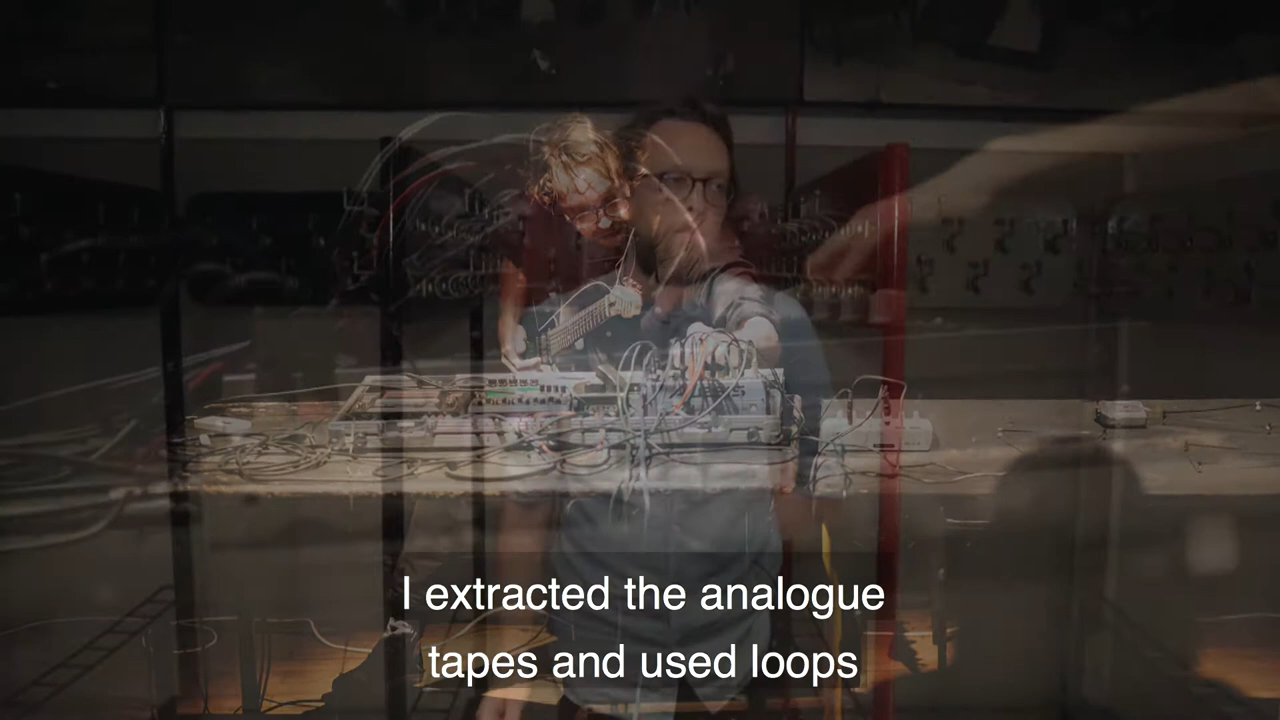 I extracted the analogue
tapes and used loops